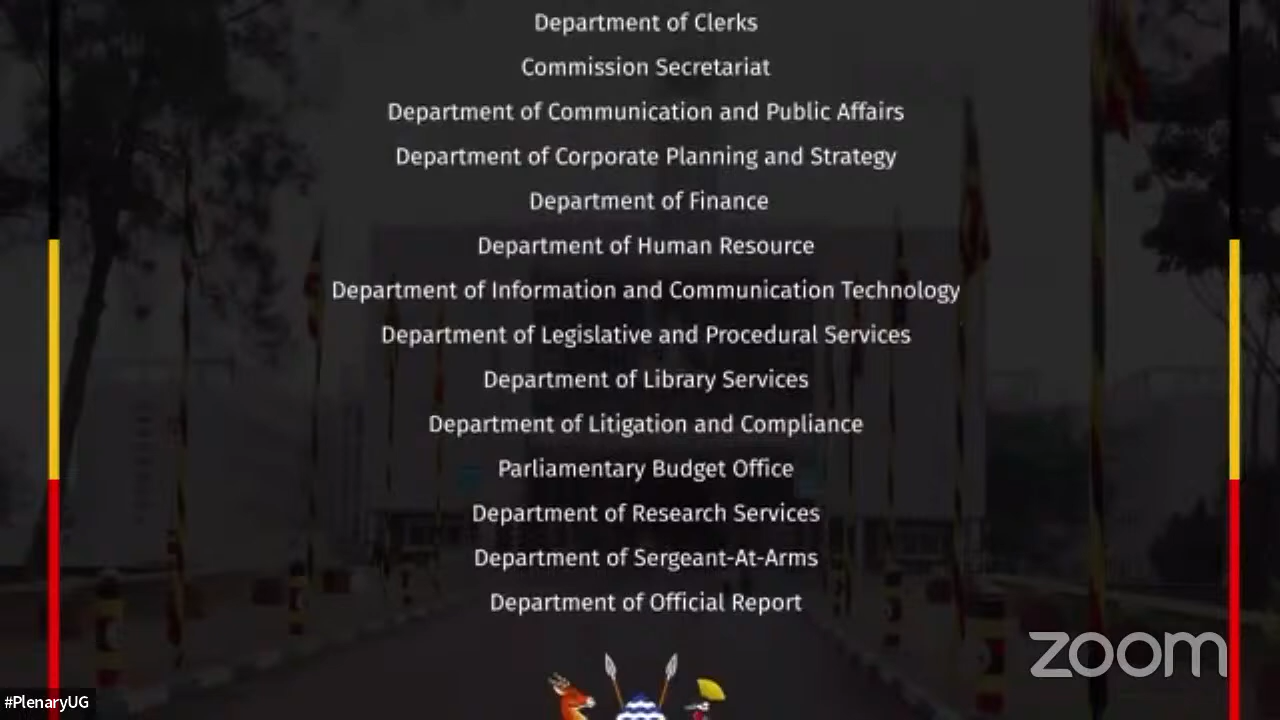 Department of Clerks
Commission Secretariat
Department of Communication and Public Affairs
Department of Corporate Planning and Strategy
Department of Finance
Department of Human Resource
Department of Information and Communication Technology
Department of Legislative and Procedural Services
Department of Library Services
Department of Litigation and Compliance
Parliamentary Budget Office
Department of Research Services
Department of Sergeant-At-Arms
Department of Official Report
zoom
#PlenaryUG